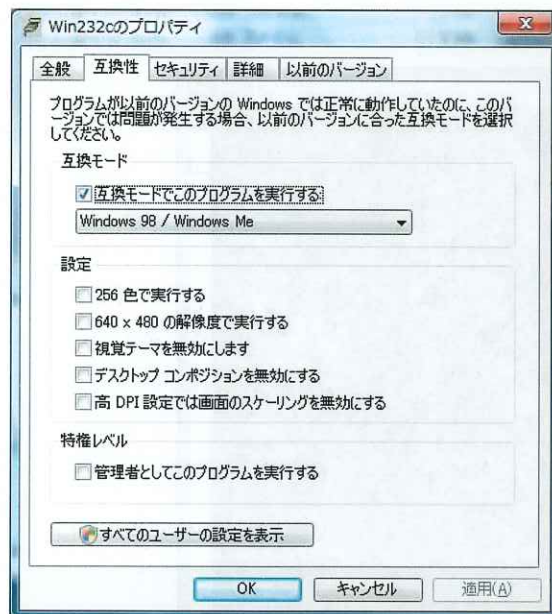 Win232cのプロパティ
全般 互換性 セキュリティ 詳細 以前のバージョン
プログラムが以前のバージョンの Windows では正常に動作していたのに、このバ
ージョンでは問題が発生する場合、以前のバージョンに合った互換モードを選択
してください。
互換モード
互換モードでこのプログラムを実行する:
Windows 98 / Windows Me
設定
256 色で実行する
640 x 480 の解像度で実行する
視覚テーマを無効にします
デスクトップ コンポジションを無効にする
高 DPI 設定では画面のスケーリングを無効にする
特権レベル
管理者としてこのプログラムを実行する
すべてのユーザーの設定を表示
OK キャンセル 適用(A)